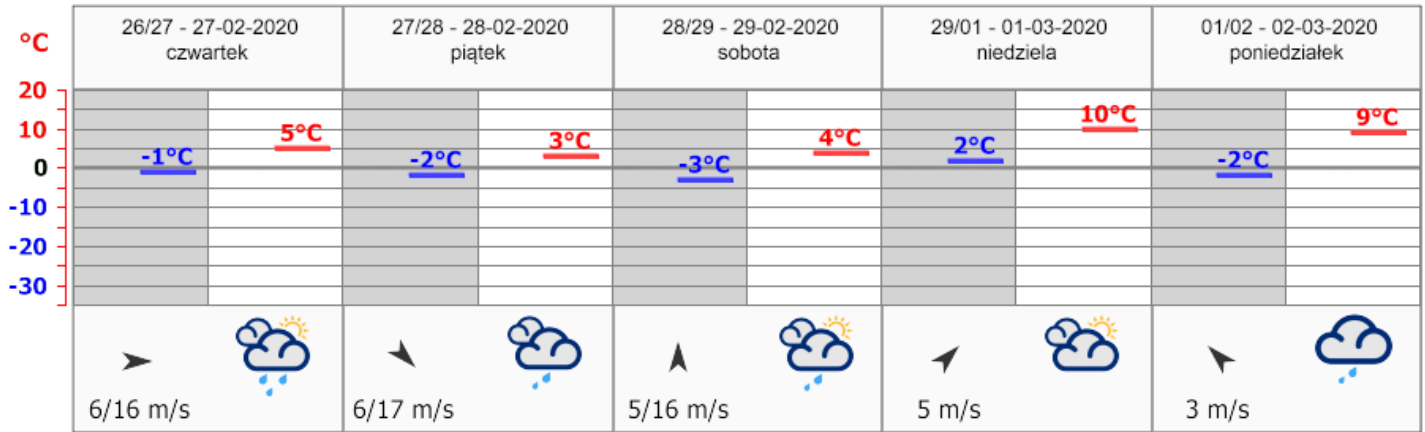 °C
26/27 - 27-02-2020
czwartek
27/28 - 28-02-2020
piątek
28/29 - 29-02-2020
sobota
29/01 - 01-03-2020
niedziela
01/02 - 02-03-2020
poniedziałek
20
10
0
-10
-20
-30
-1°C
5°C
-2°C
3°C
-3°C
4°C
2°C
10°C
-2°C
9°C
6/16 m/s
6/17 m/s
5/16 m/s
5 m/s
3 m/s